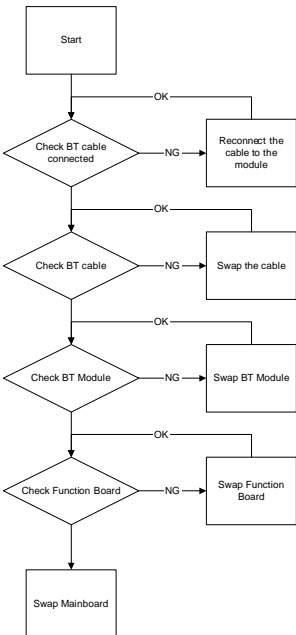 Start
OK
Check BT cable
connected
NG
Reconnect the
cable to the
module
OK
Check BT cable
NG
Swap the cable
OK
Check BT Module
NG
Swap BT Module
OK
Check Function Board
NG
Swap Function
Board
Swap Mainboard